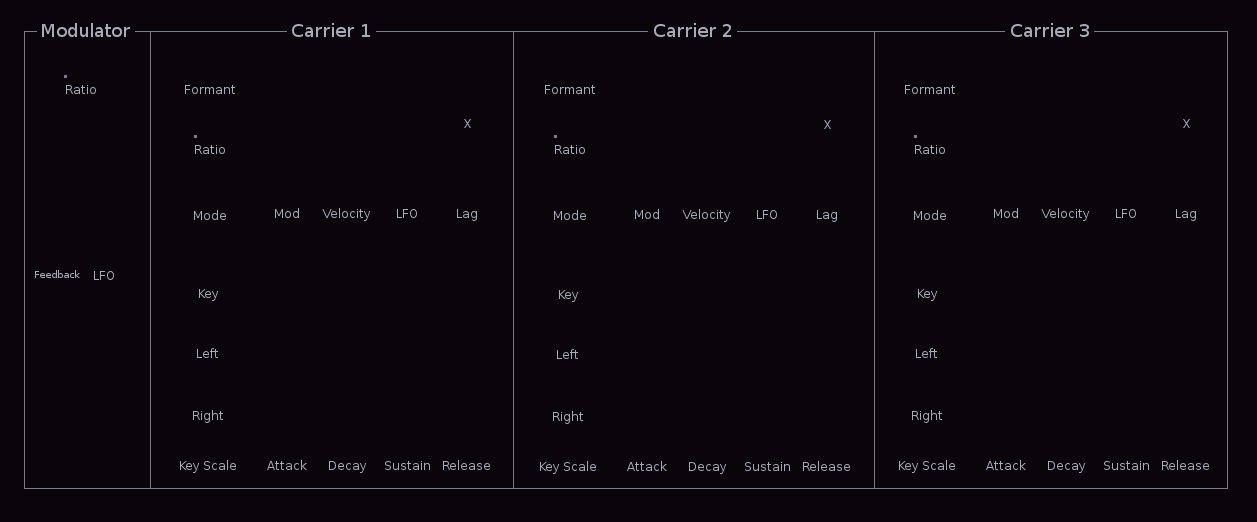 Modulator Carrier 1 Carrier 2 Carrier 3
Ratio Formant Formant Formant
X X X
Ratio Ratio Ratio
Mode Mod Velocity LFO Lag Mode Mod Velocity LFO Lag Mode Mod Velocity LFO Lag
Feedback LFO
Key Key Key
Left Left Left
Right Right Right
Key Scale Attack Decay Sustain Release Key Scale Attack Decay Sustain Release Key Scale Attack Decay Sustain Release